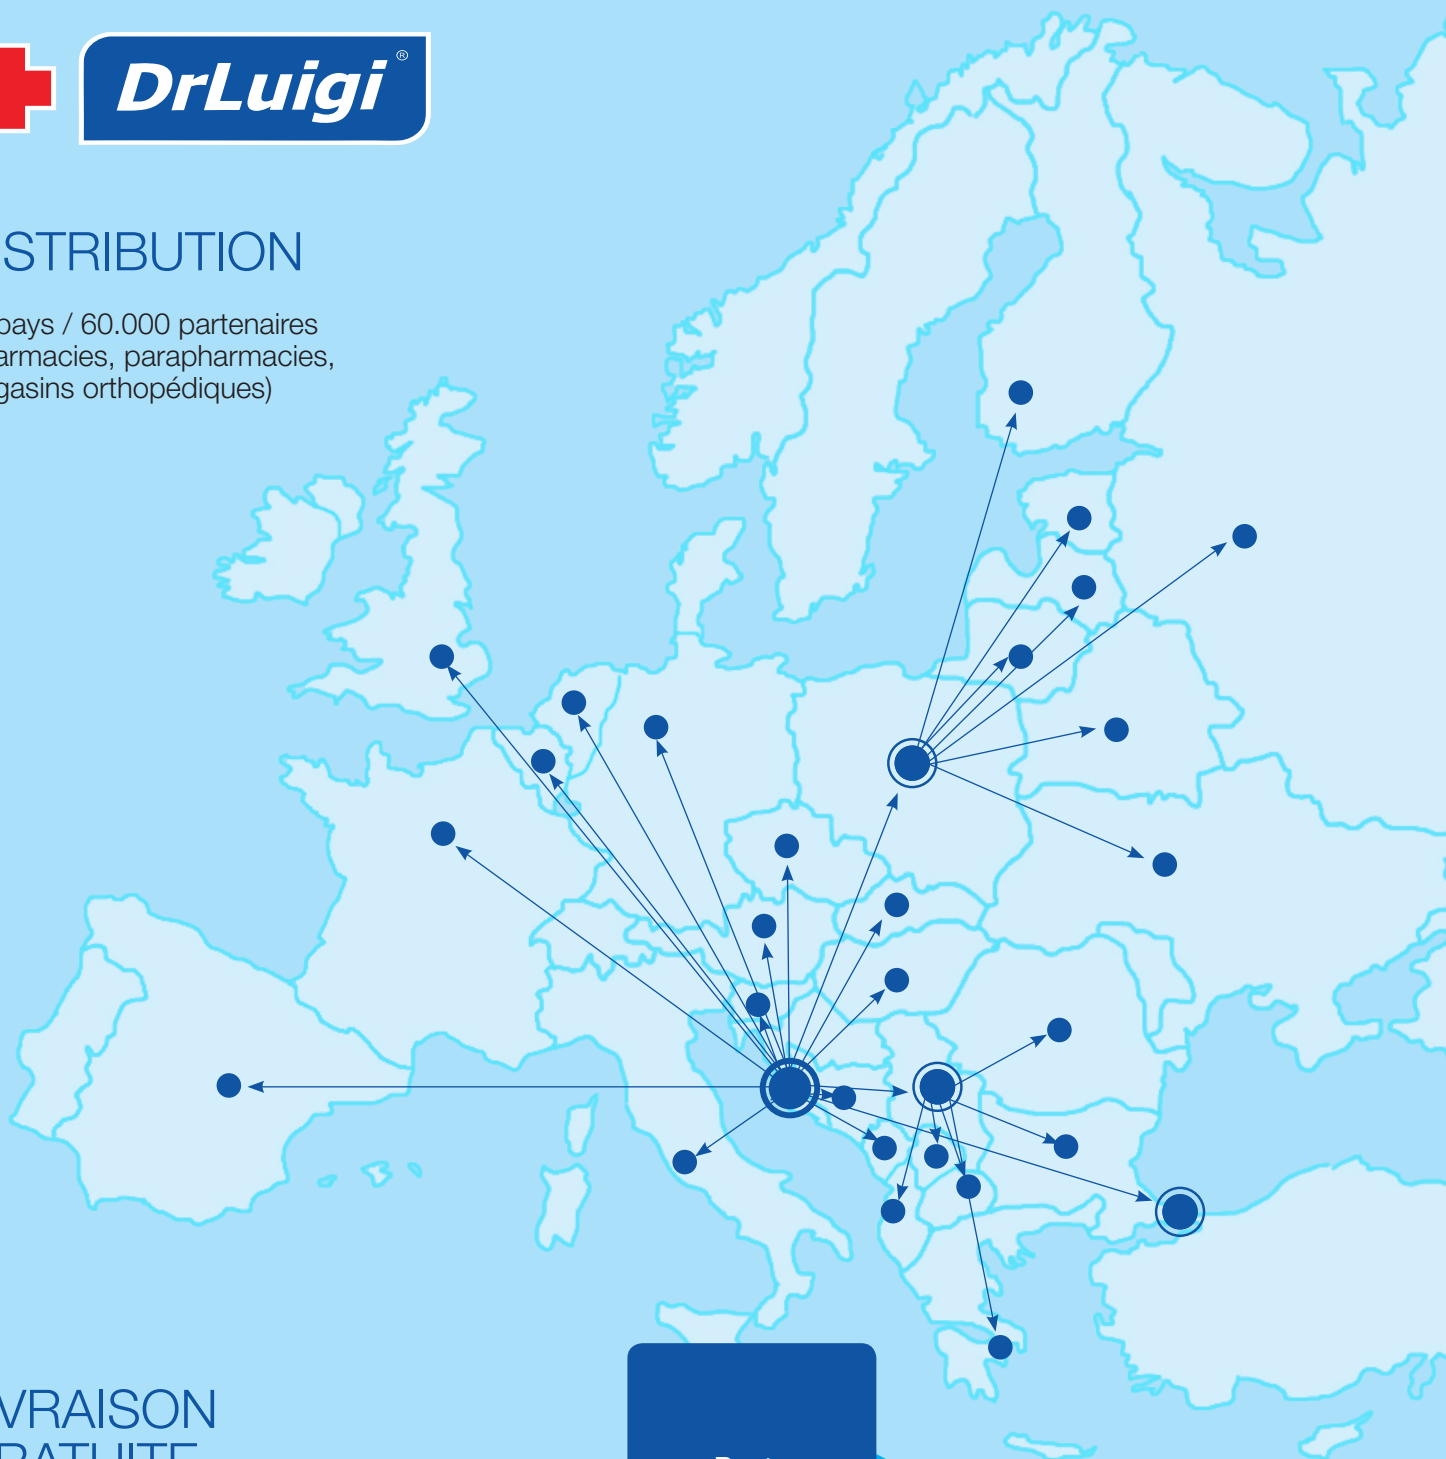 DrLuigi®
STRIBUTION
pays / 60.000 partenaires
armacies, parapharmacies,
gasins orthopédiques)
VRAISON